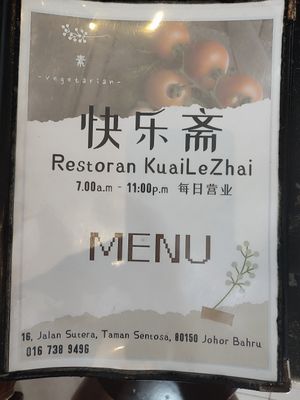 素
-vegetarian-
快乐斋
Restoran KuaiLeZhai
7.00a.m - 11:00p.m 每日营业
MENU
16, Jalan Sutera, Taman Sentosa, 80150 Johor Bahru
016 738 9496